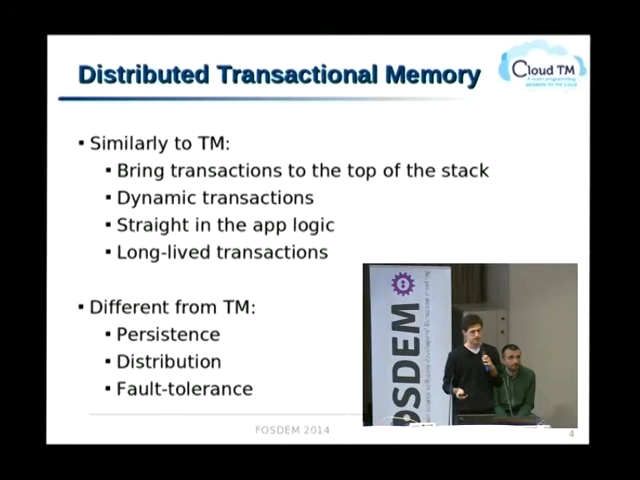 Distributed Transactional Memory
Cloud TM
▪ Similarly to TM:
▪ Bring transactions to the top of the stack
▪ Dynamic transactions
▪ Straight in the app logic
▪ Long-lived transactions
▪ Different from TM:
▪ Persistence
▪ Distribution
▪ Fault-tolerance
OSDEM
FOSDEM 2014
4